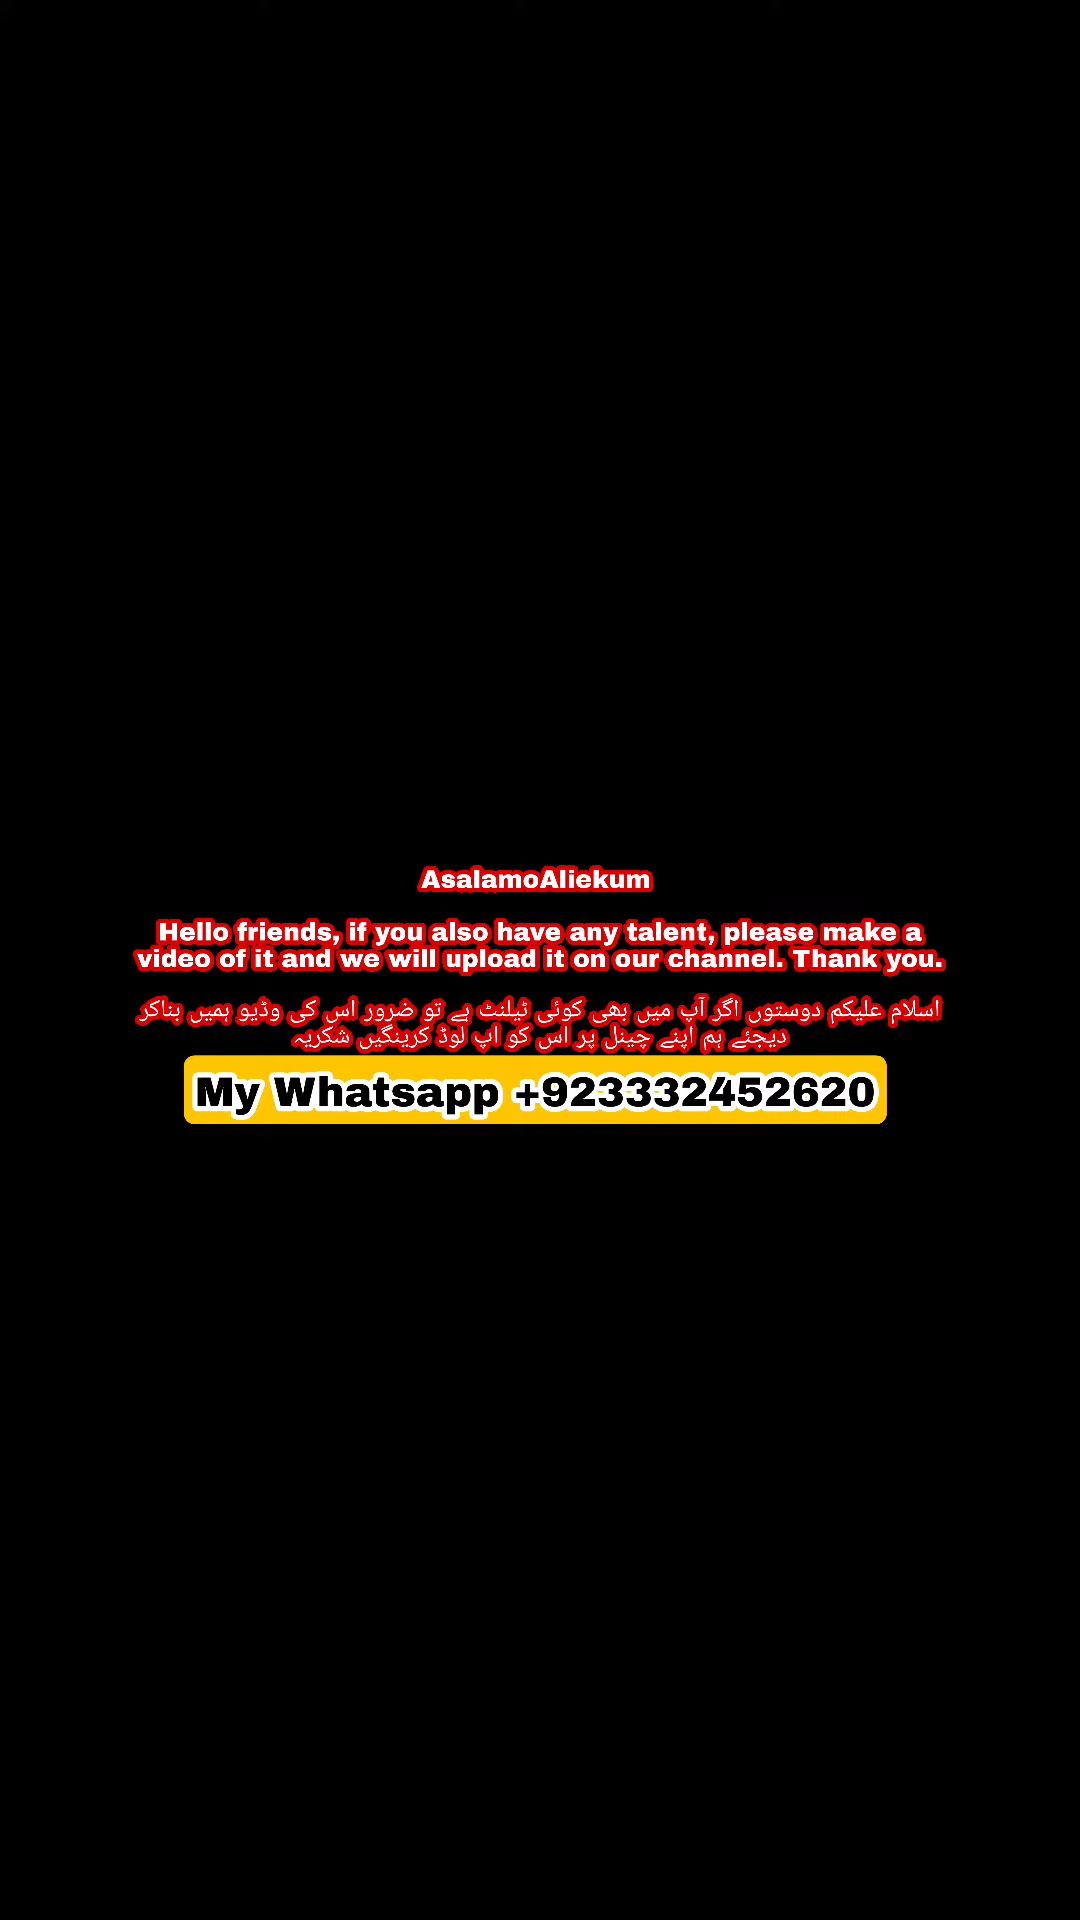 AsalamoAliekum
Hello friends, if you also have any talent, please make a
video of it and we will upload it on our channel. Thank you.
اسلام علیکم دوستوں اگر آپ میں بھی کوئی ٹیلنٹ ہے تو ضرور اس کی وڈیو ہمیں بناکر
دیجئے ہم اپنے چینل پر اس کو اپ لوڈ کرینگیں شکریہ
My Whatsapp +923332452620